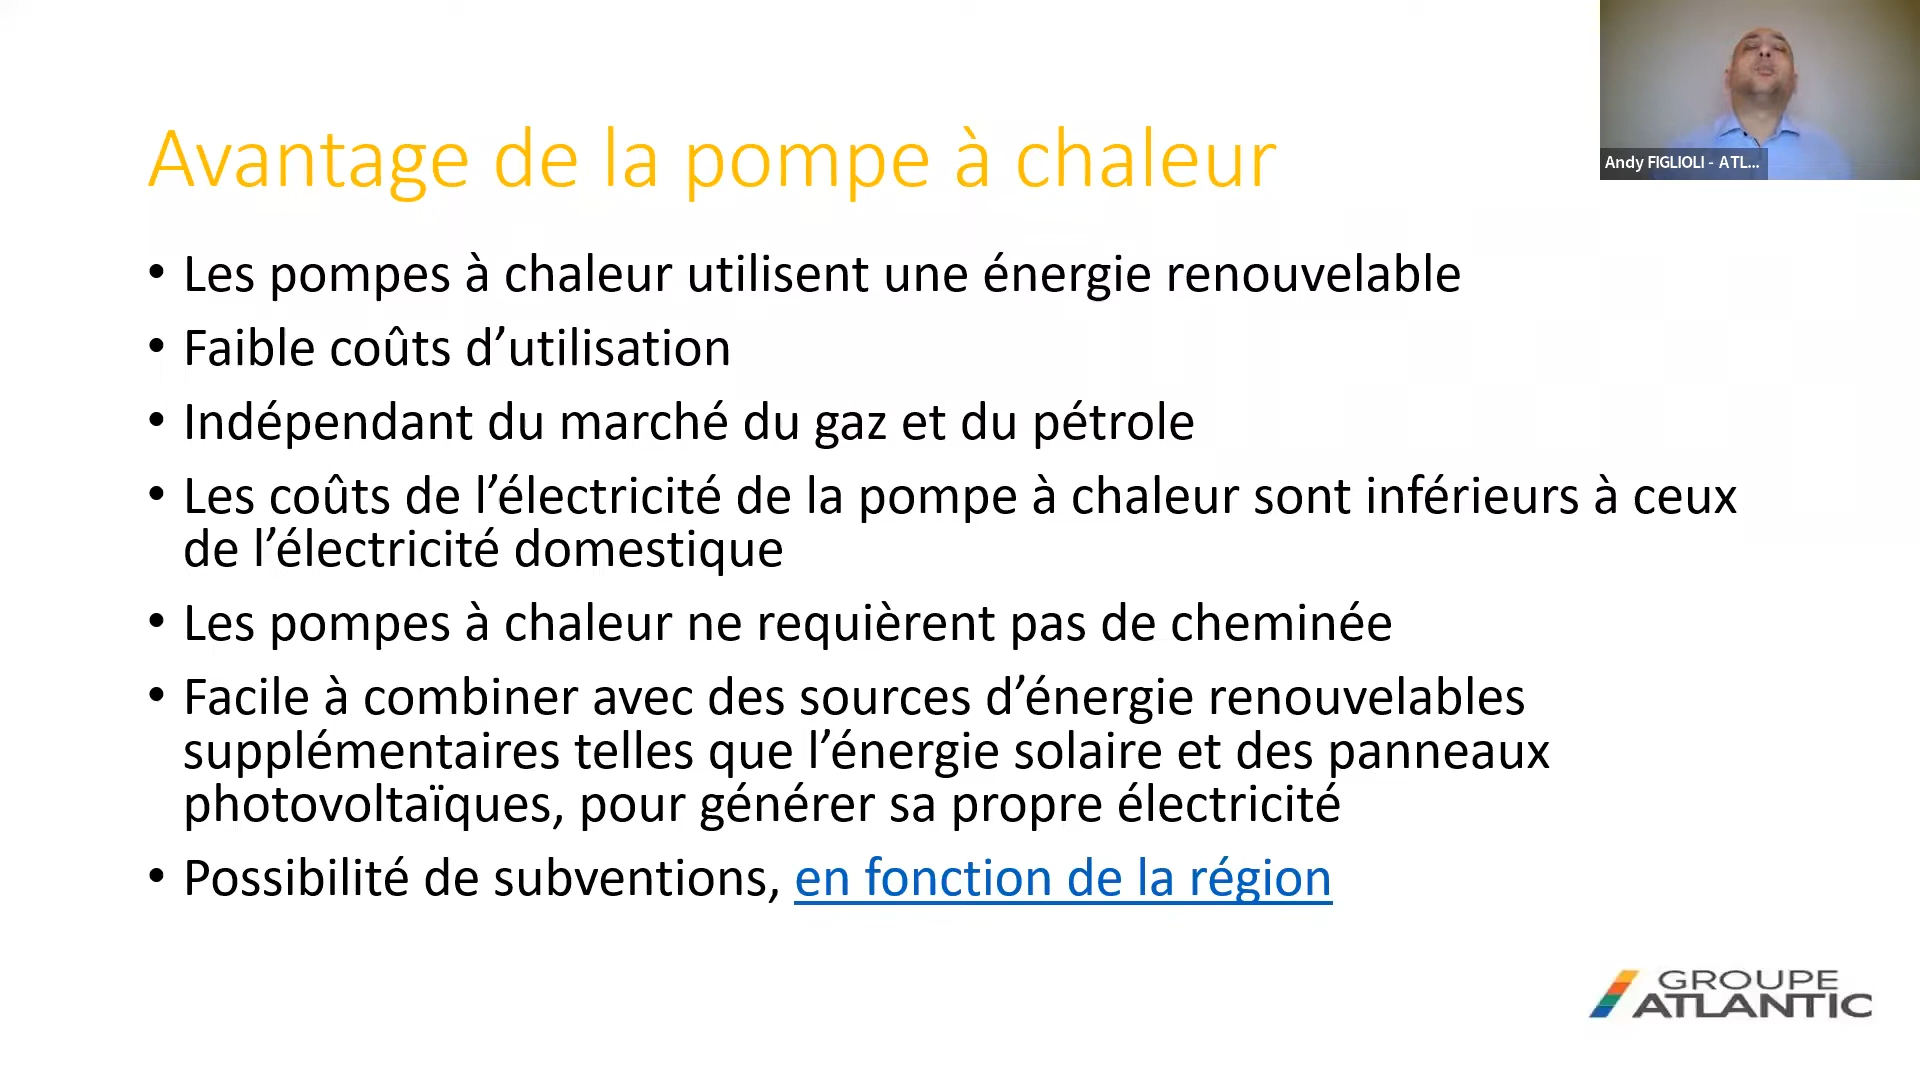 Andy FIGLIOLI - ATL...
Avantage de la pompe à chaleur
• Les pompes à chaleur utilisent une énergie renouvelable
• Faible coûts d’utilisation
• Indépendant du marché du gaz et du pétrole
• Les coûts de l’électricité de la pompe à chaleur sont inférieurs à ceux
de l’électricité domestique
• Les pompes à chaleur ne requièrent pas de cheminée
• Facile à combiner avec des sources d’énergie renouvelables
supplémentaires telles que l’énergie solaire et des panneaux
photovoltaïques, pour générer sa propre électricité
• Possibilité de subventions, en fonction de la région
GROUPE
ATLANTIC